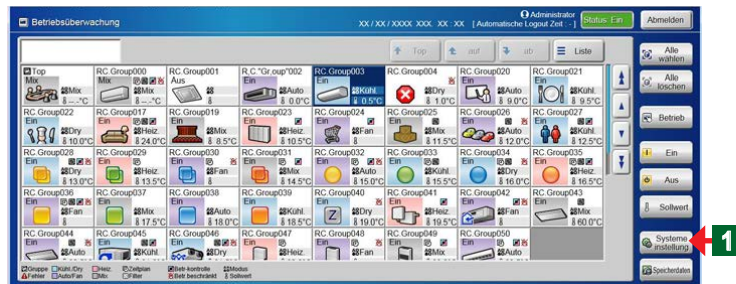 Betriebsüberwachung
XX / XX / XXXX XXX XX : XX [ Automatische Logout Zeit : - ]
Administrator
Status: Ein
Abmelden
Top
auf
ab
Liste
Alle wählen
Alle löschen
Betrieb
Ein
Aus
Sollwert
Systeme instellung
1
Speicherdaten
Top RC.Group000 RC.Group001 R.C."Gr.oup"002 RC.Group003 RC.Group004 RC.Group020 RC.Group021
Mix Ein Aus Ein Ein Ein Ein Ein
Mix Mix Auto Kühl. Dry Auto Kühl.
--.-°C --.-°C 0.0°C 0.5°C 1.0°C 9.0°C 9.5°C
RC.Group022 RC.Group017 RC.Group019 RC.Group023 RC.Group024 RC.Group025 RC.Group026 RC.Group027
Ein Ein Ein Ein Ein Ein Ein Ein
Dry Heiz. Mix Heiz. Fan Mix Auto Kühl.
10.0°C 24.0°C 8.5°C 10.5°C 11.5°C 12.0°C 12.5°C
RC.Group028 RC.Group029 RC.Group030 RC.Group031 RC.Group032 RC.Group033 RC.Group034 RC.Group035
Ein Ein Ein Ein Ein Ein Ein Ein
Dry Heiz. Fan Mix Auto Kühl. Dry Heiz.
13.0°C 13.5°C 14.5°C 15.0°C 15.5°C 16.0°C 16.5°C
RC.Group036 RC.Group037 RC.Group038 RC.Group039 RC.Group040 RC.Group041 RC.Group042 RC.Group043
Ein Ein Ein Ein Ein Ein Ein Ein
Fan Mix Auto Kühl. Dry Heiz. Fan Mix
17.5°C 18.0°C 18.5°C 19.0°C 19.5°C 60.0°C
RC.Group044 RC.Group045 RC.Group046 RC.Group047 RC.Group048 RC.Group049 RC.Group050
Ein Ein Ein Ein Ein Ein Ein
Auto Kühl. Dry Heiz. Fan Mix Auto
Gruppe Kühl./Dry Heiz. Zeitplan Betr-kontrolle Modus
Fehler Auto/Fan Mix Filter Betr.beschränkt Sollwert